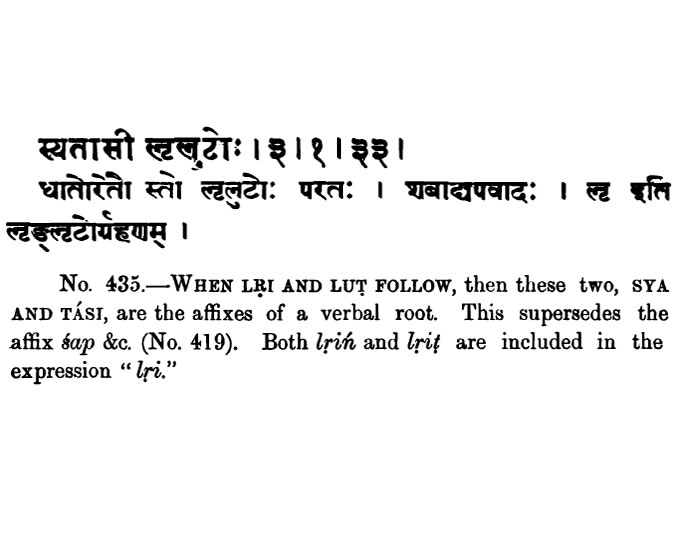 स्यतासी लृलुटोः । ३ । १ । ३३ ।
धातोरेतौ स्तो लृलुटोः परतः । शबाद्यपवादः । लृ इति
लृङ्लृटोर्ग्रहणम् ।
No. 435.—WHEN LṚI AND LUṬ FOLLOW, then these two, SYA
AND TÁSI, are the affixes of a verbal root. This supersedes the
affix śap &c. (No. 419). Both lṛiń and lṛiṭ are included in the
expression “lṛi.”